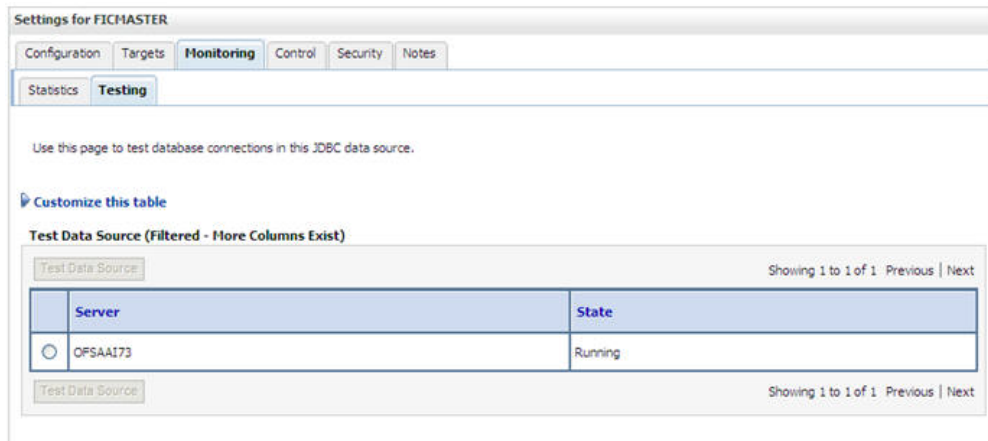 Settings for FICMASTER
Configuration Targets Monitoring Control Security Notes
Statistics Testing
Use this page to test database connections in this JDBC data source.
Customize this table
Test Data Source (Filtered - More Columns Exist)
Test Data Source Showing 1 to 1 of 1 Previous | Next
Server State
OFSAAI73 Running
Test Data Source Showing 1 to 1 of 1 Previous | Next